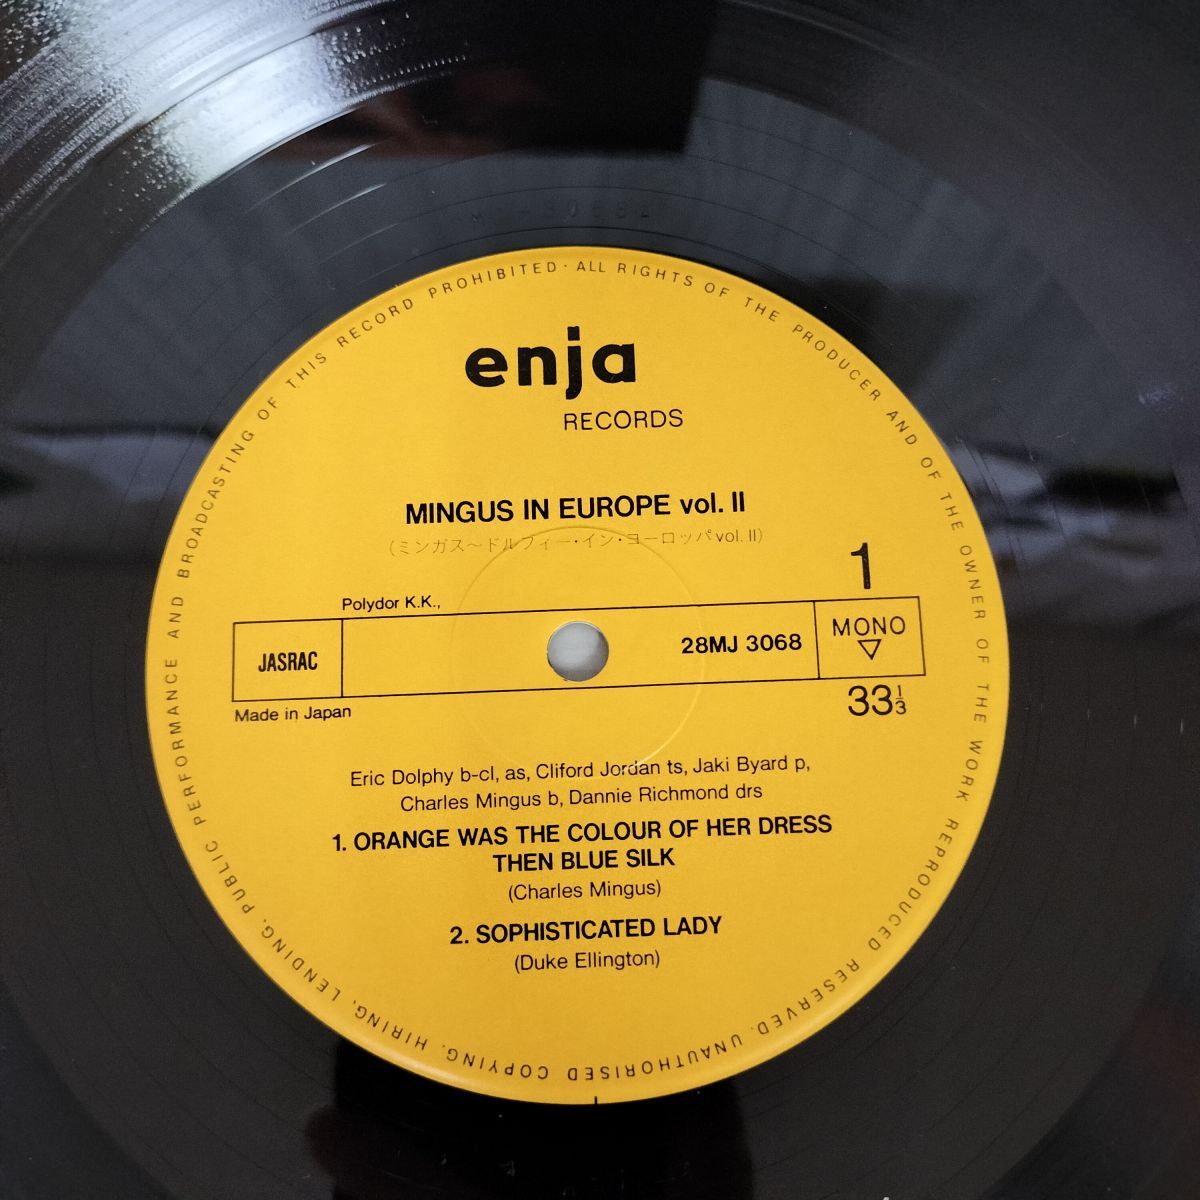 enja
RECORDS
MINGUS IN EUROPE vol. II
(ミンガス〜ドルフィー・イン・ヨーロッパ vol. II)
1
Polydor K.K.,
JASRAC
28MJ 3068
MONO
Made in Japan
33⅓
Eric Dolphy b-cl, as, Cliford Jordan ts, Jaki Byard p,
Charles Mingus b, Dannie Richmond drs
1. ORANGE WAS THE COLOUR OF HER DRESS
THEN BLUE SILK
(Charles Mingus)
2. SOPHISTICATED LADY
(Duke Ellington)
ALL RIGHTS OF THE PRODUCER AND OF THE OWNER OF THE WORK REPRODUCED RESERVED. UNAUTHORISED COPYING. HIRING. LENDING. PUBLIC PERFORMANCE AND BROADCASTING OF THIS RECORD PROHIBITED ·